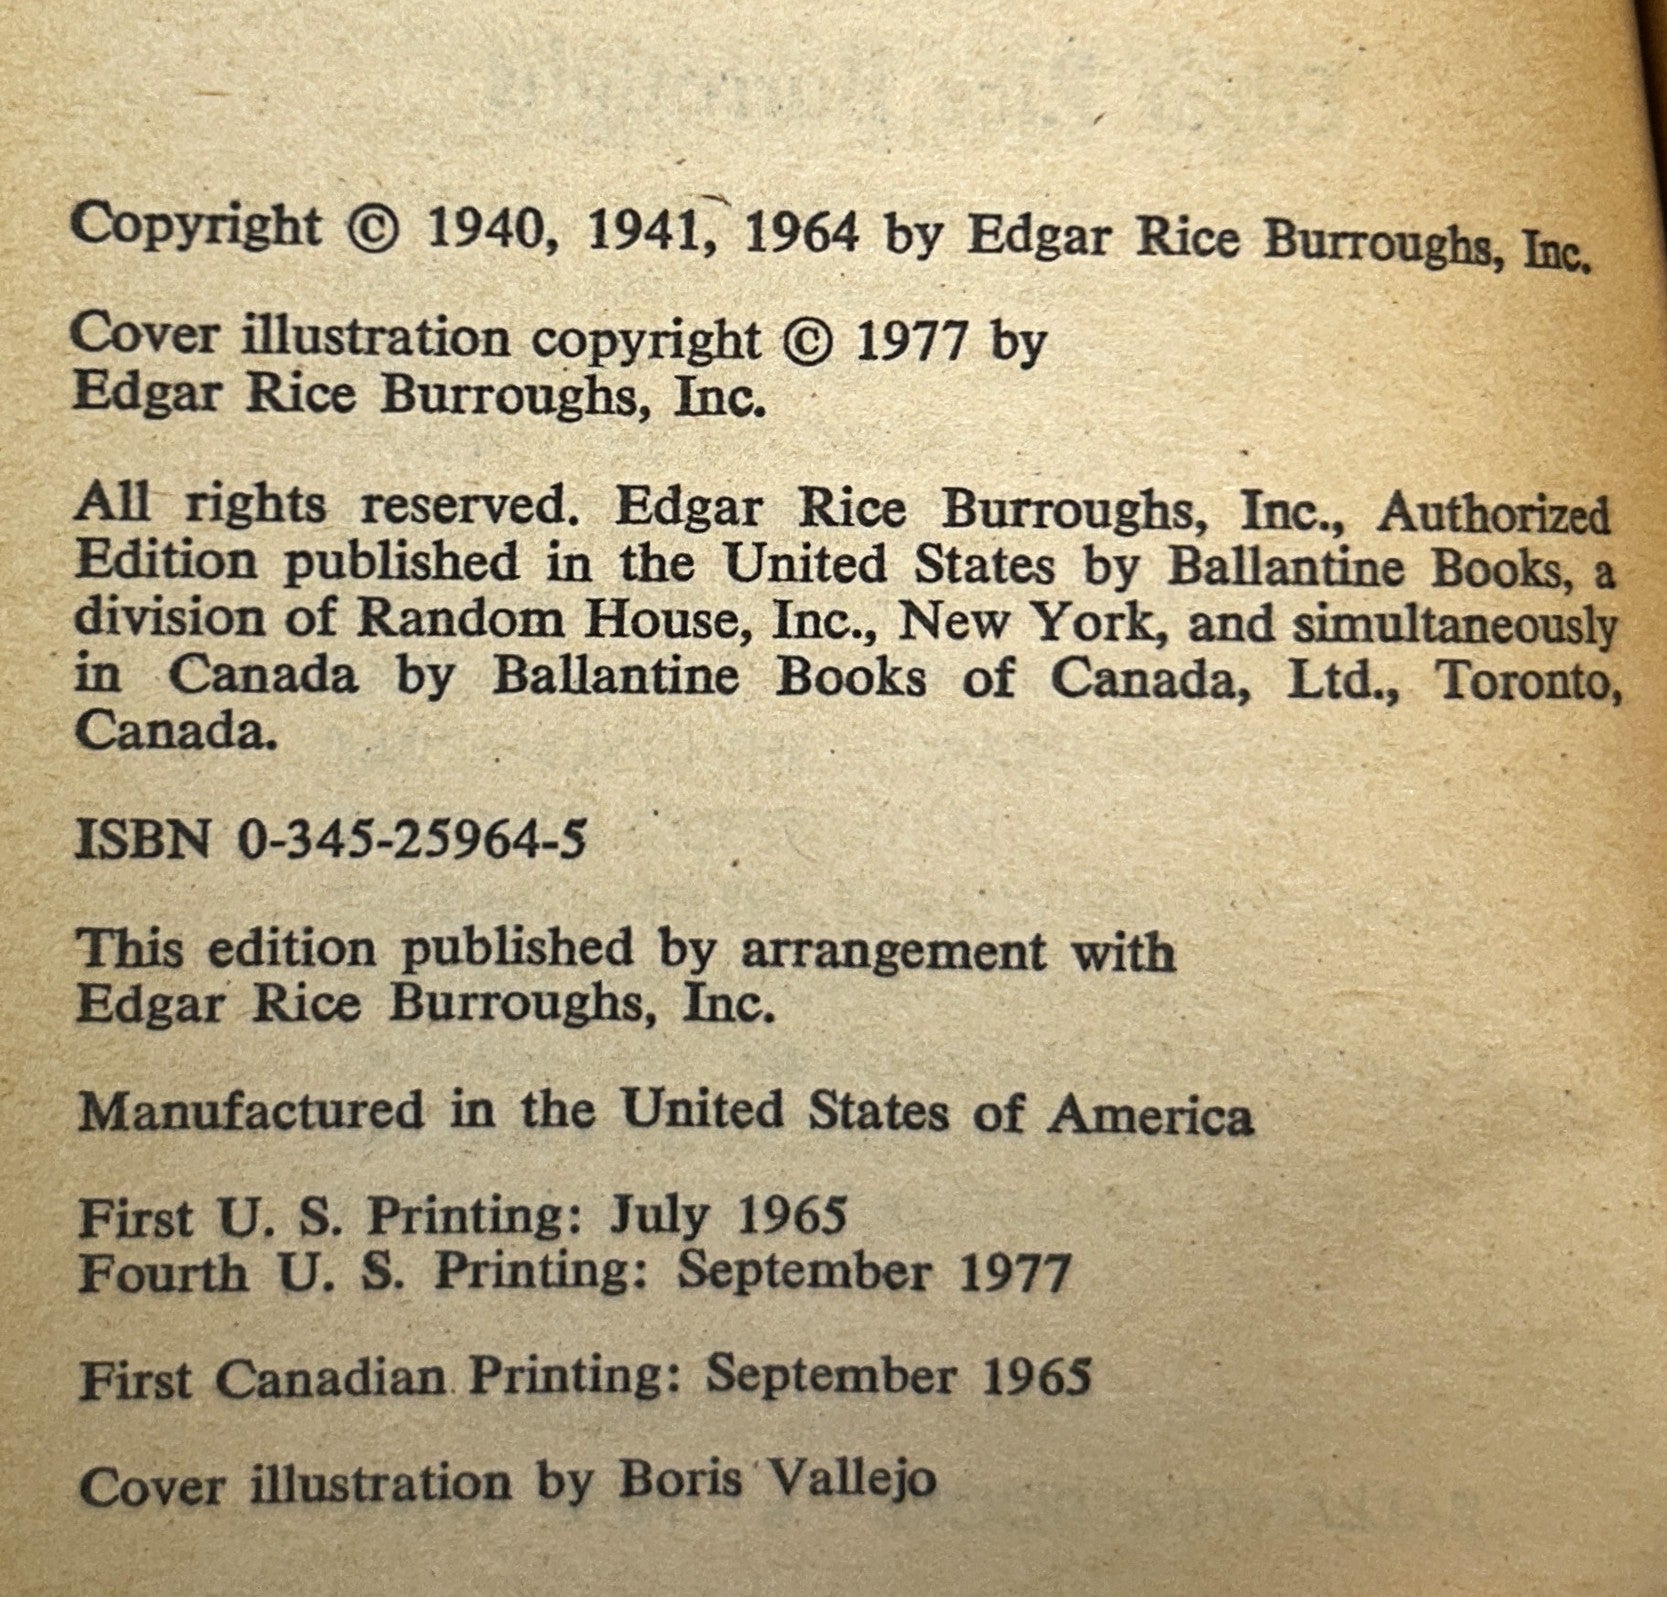 Copyright © 1940, 1941, 1964 by Edgar Rice Burroughs, Inc.
Cover illustration copyright © 1977 by
Edgar Rice Burroughs, Inc.
All rights reserved. Edgar Rice Burroughs, Inc., Authorized
Edition published in the United States by Ballantine Books, a
division of Random House, Inc., New York, and simultaneously
in Canada by Ballantine Books of Canada, Ltd., Toronto,
Canada.
ISBN 0-345-25964-5
This edition published by arrangement with
Edgar Rice Burroughs, Inc.
Manufactured in the United States of America
First U. S. Printing: July 1965
Fourth U. S. Printing: September 1977
First Canadian Printing: September 1965
Cover illustration by Boris Vallejo